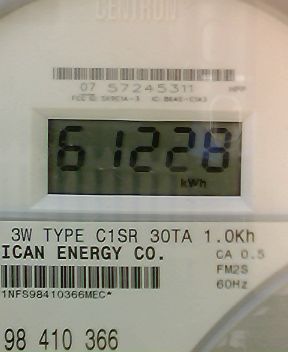 CENTRON
07 57245311
61228
kWh
3W TYPE C1SR 30TA 1.0Kh
ICAN ENERGY CO.
CA 0.5
FM2S
60Hz
1NFS98410366MEC*
98 410 366